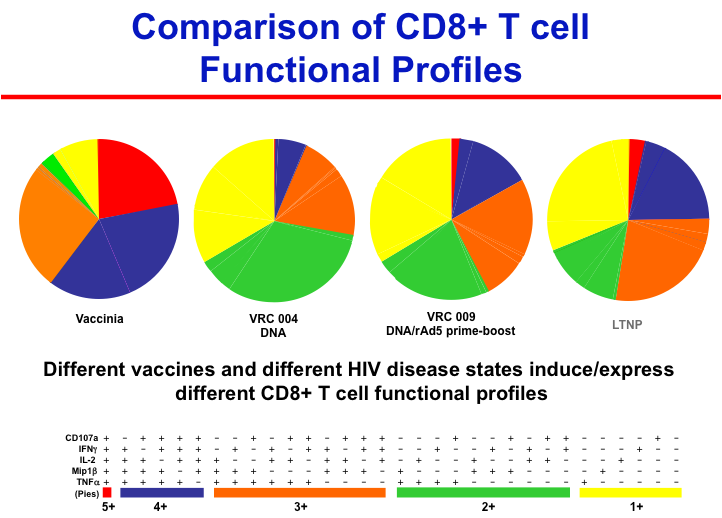 Comparison of CD8+ T cell
Functional Profiles
Vaccinia
VRC 004
DNA
VRC 009
DNA/rAd5 prime-boost
LTNP
Different vaccines and different HIV disease states induce/express
different CD8+ T cell functional profiles
CD107a + - + + + + - - + - + + - + + + - - - + - - + - + + - - - - + -
IFNγ + + - + + + - + - + - + + - + + - - + - - + - + - + - - - + - -
IL-2 + + + - + + + - - + + - + + - + - + - - + - - + + - - - + - - -
Mip1β + + + + - + + + + - - - + + + - + - - - + + + - - - - + - - - -
TNFα + + + + + - + + + + + + - - - - + + + + - - - - - - + - - - - -
(Pies)
5+ 4+ 3+ 2+ 1+